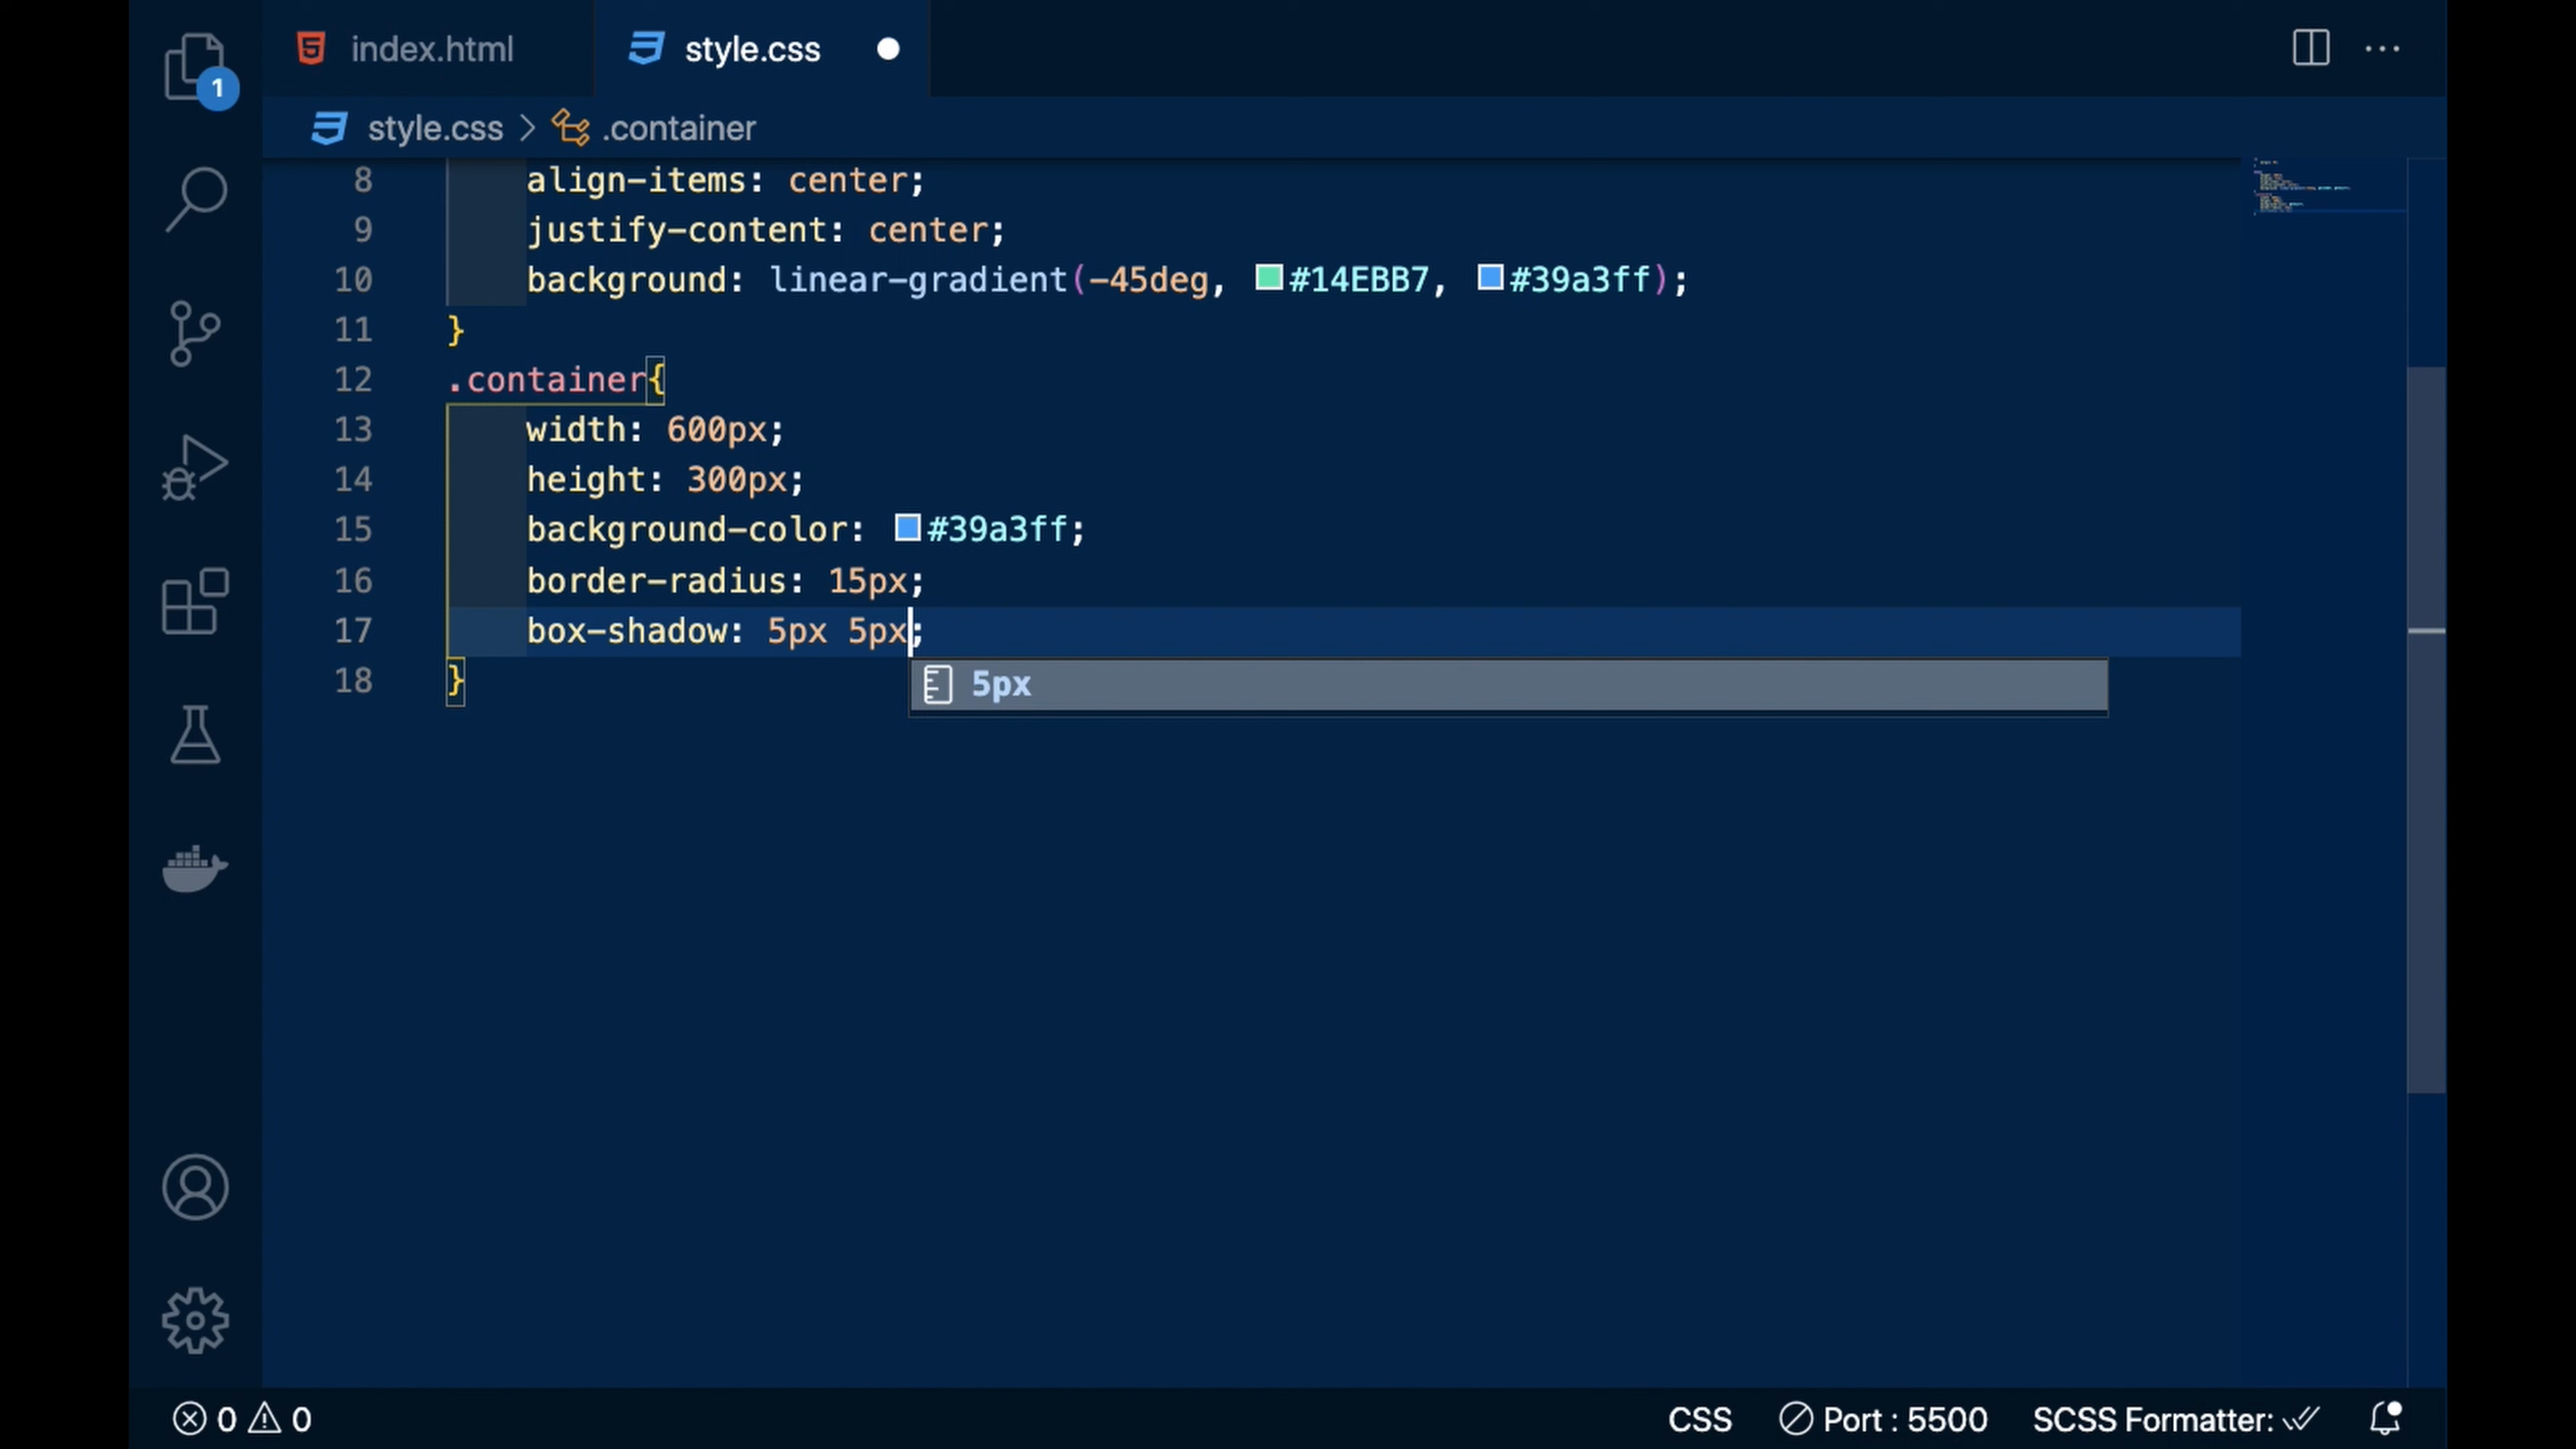 1
index.html
style.css
style.css > .container
8 align-items: center;
9 justify-content: center;
10 background: linear-gradient(-45deg, #14EBB7, #39a3ff);
11 }
12 .container{
13 width: 600px;
14 height: 300px;
15 background-color: #39a3ff;
16 border-radius: 15px;
17 box-shadow: 5px 5px;
5px
18 }
0 0 CSS Port : 5500 SCSS Formatter: